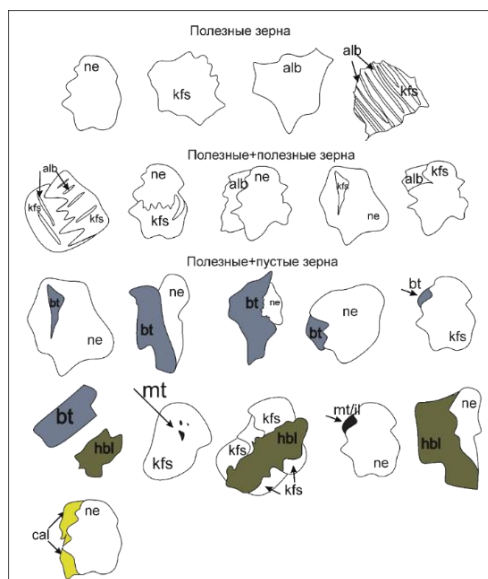 Полезные зерна
ne
kfs
alb
alb
kfs
Полезные+полезные зерна
alb
kfs
kfs
ne
kfs
alb
ne
kfs
ne
alb
kfs
Полезные+пустые зерна
bt
ne
bt
ne
bt
ne
bt
ne
bt
kfs
bt
hbl
mt
kfs
kfs
kfs
hbl
kfs
mt/il
ne
ne
hbl
cal
ne